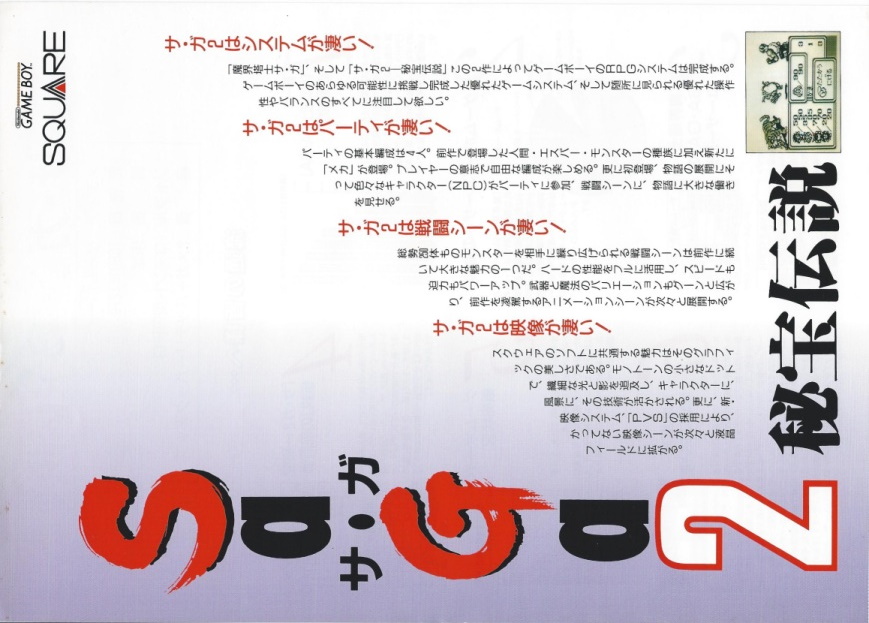 GAME BOY
SQUARE
サ・ガ2はシステムが凄い!
「魔界塔士サ・ガ」、そして「サ・ガ2―秘宝伝説」この2作によってゲームボーイのRPGシステムは完成する。
ゲームボーイのあらゆる可能性に挑戦し完成した優れたゲームシステム、そして随所に見られる優れた操作
性やバランスのすべてに注目して欲しい。
サ・ガ2はパーティが凄い!
パーティの基本編成は4人。前作で登場した人間・エスパー・モンスターの種族に加え新たに
「メカ」が登場。プレイヤーの意志で自由な編成が楽しめる。更に初登場、物語の展開にそ
って色々なキャラクター(NPC)がパーティに参加、戦闘シーンに、物語に大きな働き
を見せる。
サ・ガ2は戦闘シーンが凄い!
総勢団体ものモンスターを相手に繰り広げられる戦闘シーンは前作に続
いて大きな魅力の一つだ。ハードの性能をフルに活用し、スピードも
迫力もパワーアップ。武器と魔法のバリエーションもグーンと広が
り、前作を凌駕するアニメーションシーンが次々と展開する。
サ・ガ2は映像が凄い!
スクウェアのソフトに共通する魅力はそのグラフィ
ックの美しさである。モノトーンの小さなドット
で、繊細な光と影を追及し、キャラクターに、
風景に、その技術が活かされる。更に、新・
映像システム、「PVS」の採用により、
かつてない映像シーンが次々と液晶
フィールドに拡がる。
SaGa2
サ・ガ
秘宝伝説
たたかう
にげる